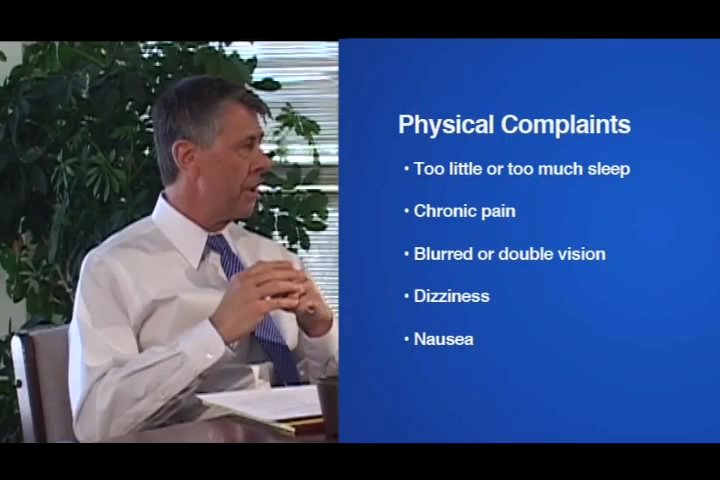 Physical Complaints
• Too little or too much sleep
• Chronic pain
• Blurred or double vision
• Dizziness
• Nausea